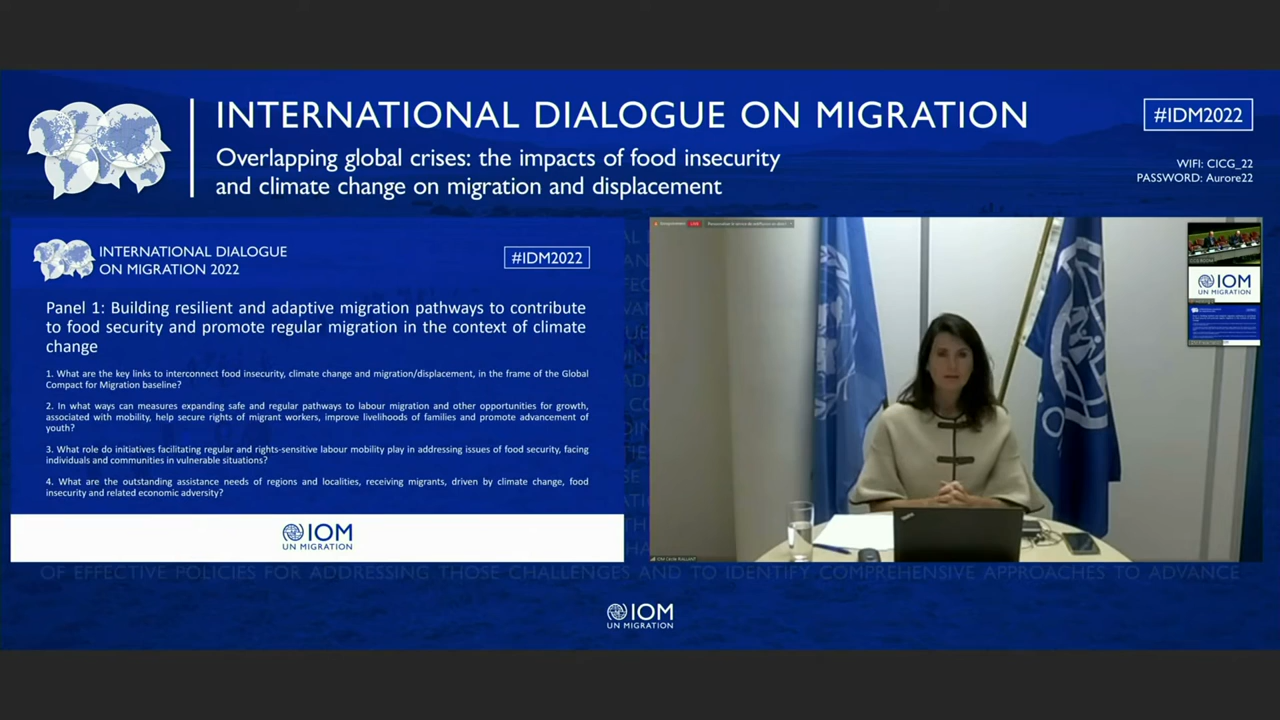 INTERNATIONAL DIALOGUE ON MIGRATION
Overlapping global crises: the impacts of food insecurity
and climate change on migration and displacement
#IDM2022
WIFI: CICG_22
PASSWORD: Aurore22
INTERNATIONAL DIALOGUE
ON MIGRATION 2022
#IDM2022
Panel 1: Building resilient and adaptive migration pathways to contribute
to food security and promote regular migration in the context of climate
change
1. What are the key links to interconnect food insecurity, climate change and migration/displacement, in the frame of the Global
Compact for Migration baseline?
2. In what ways can measures expanding safe and regular pathways to labour migration and other opportunities for growth,
associated with mobility, help secure rights of migrant workers, improve livelihoods of families and promote advancement of
youth?
3. What role do initiatives facilitating regular and rights-sensitive labour mobility play in addressing issues of food security, facing
individuals and communities in vulnerable situations?
4. What are the outstanding assistance needs of regions and localities, receiving migrants, driven by climate change, food
insecurity and related economic adversity?
IOM
UN MIGRATION
LIVE
IOM
UN MIGRATION
OF EFFECTIVE POLICIES FOR ADDRESSING THOSE CHALLENGES AND TO IDENTIFY COMPREHENSIVE APPROACHES TO ADVANCE
IOM
UN MIGRATION